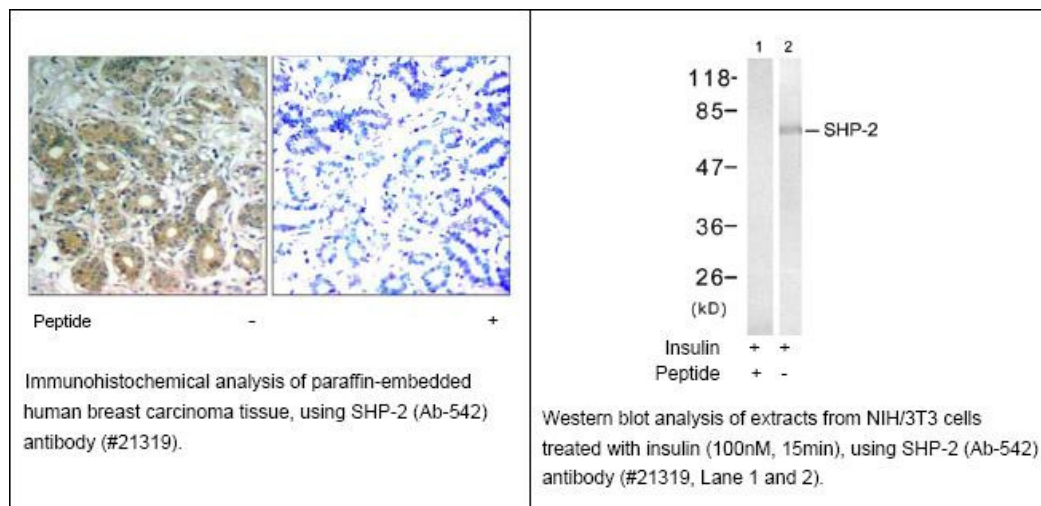 Peptide - +
Immunohistochemical analysis of paraffin-embedded
human breast carcinoma tissue, using SHP-2 (Ab-542)
antibody (#21319).
1 2
118-
85-
SHP-2
47-
36-
26-
(kD)
Insulin + +
Peptide + -
Western blot analysis of extracts from NIH/3T3 cells
treated with insulin (100nM, 15min), using SHP-2 (Ab-542)
antibody (#21319, Lane 1 and 2).